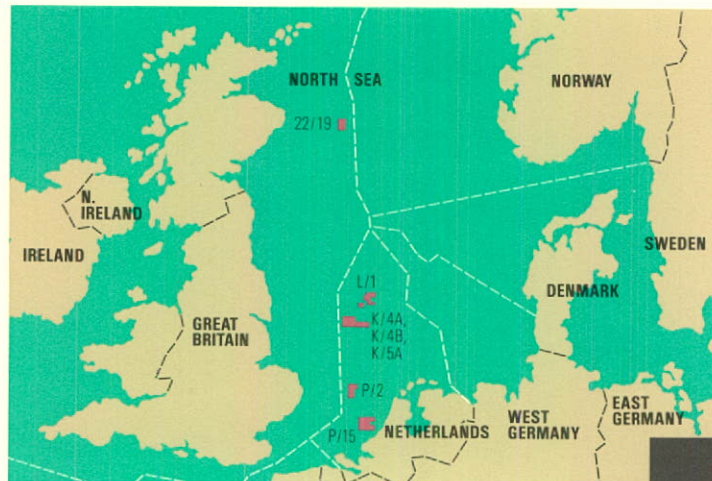 NORTH SEA
NORWAY
22/19
N.
IRELAND
IRELAND
SWEDEN
L/1
DENMARK
GREAT
BRITAIN
K/4A,
K/4B,
K/5A
P/2
P/15
NETHERLANDS
WEST
GERMANY
EAST
GERMANY